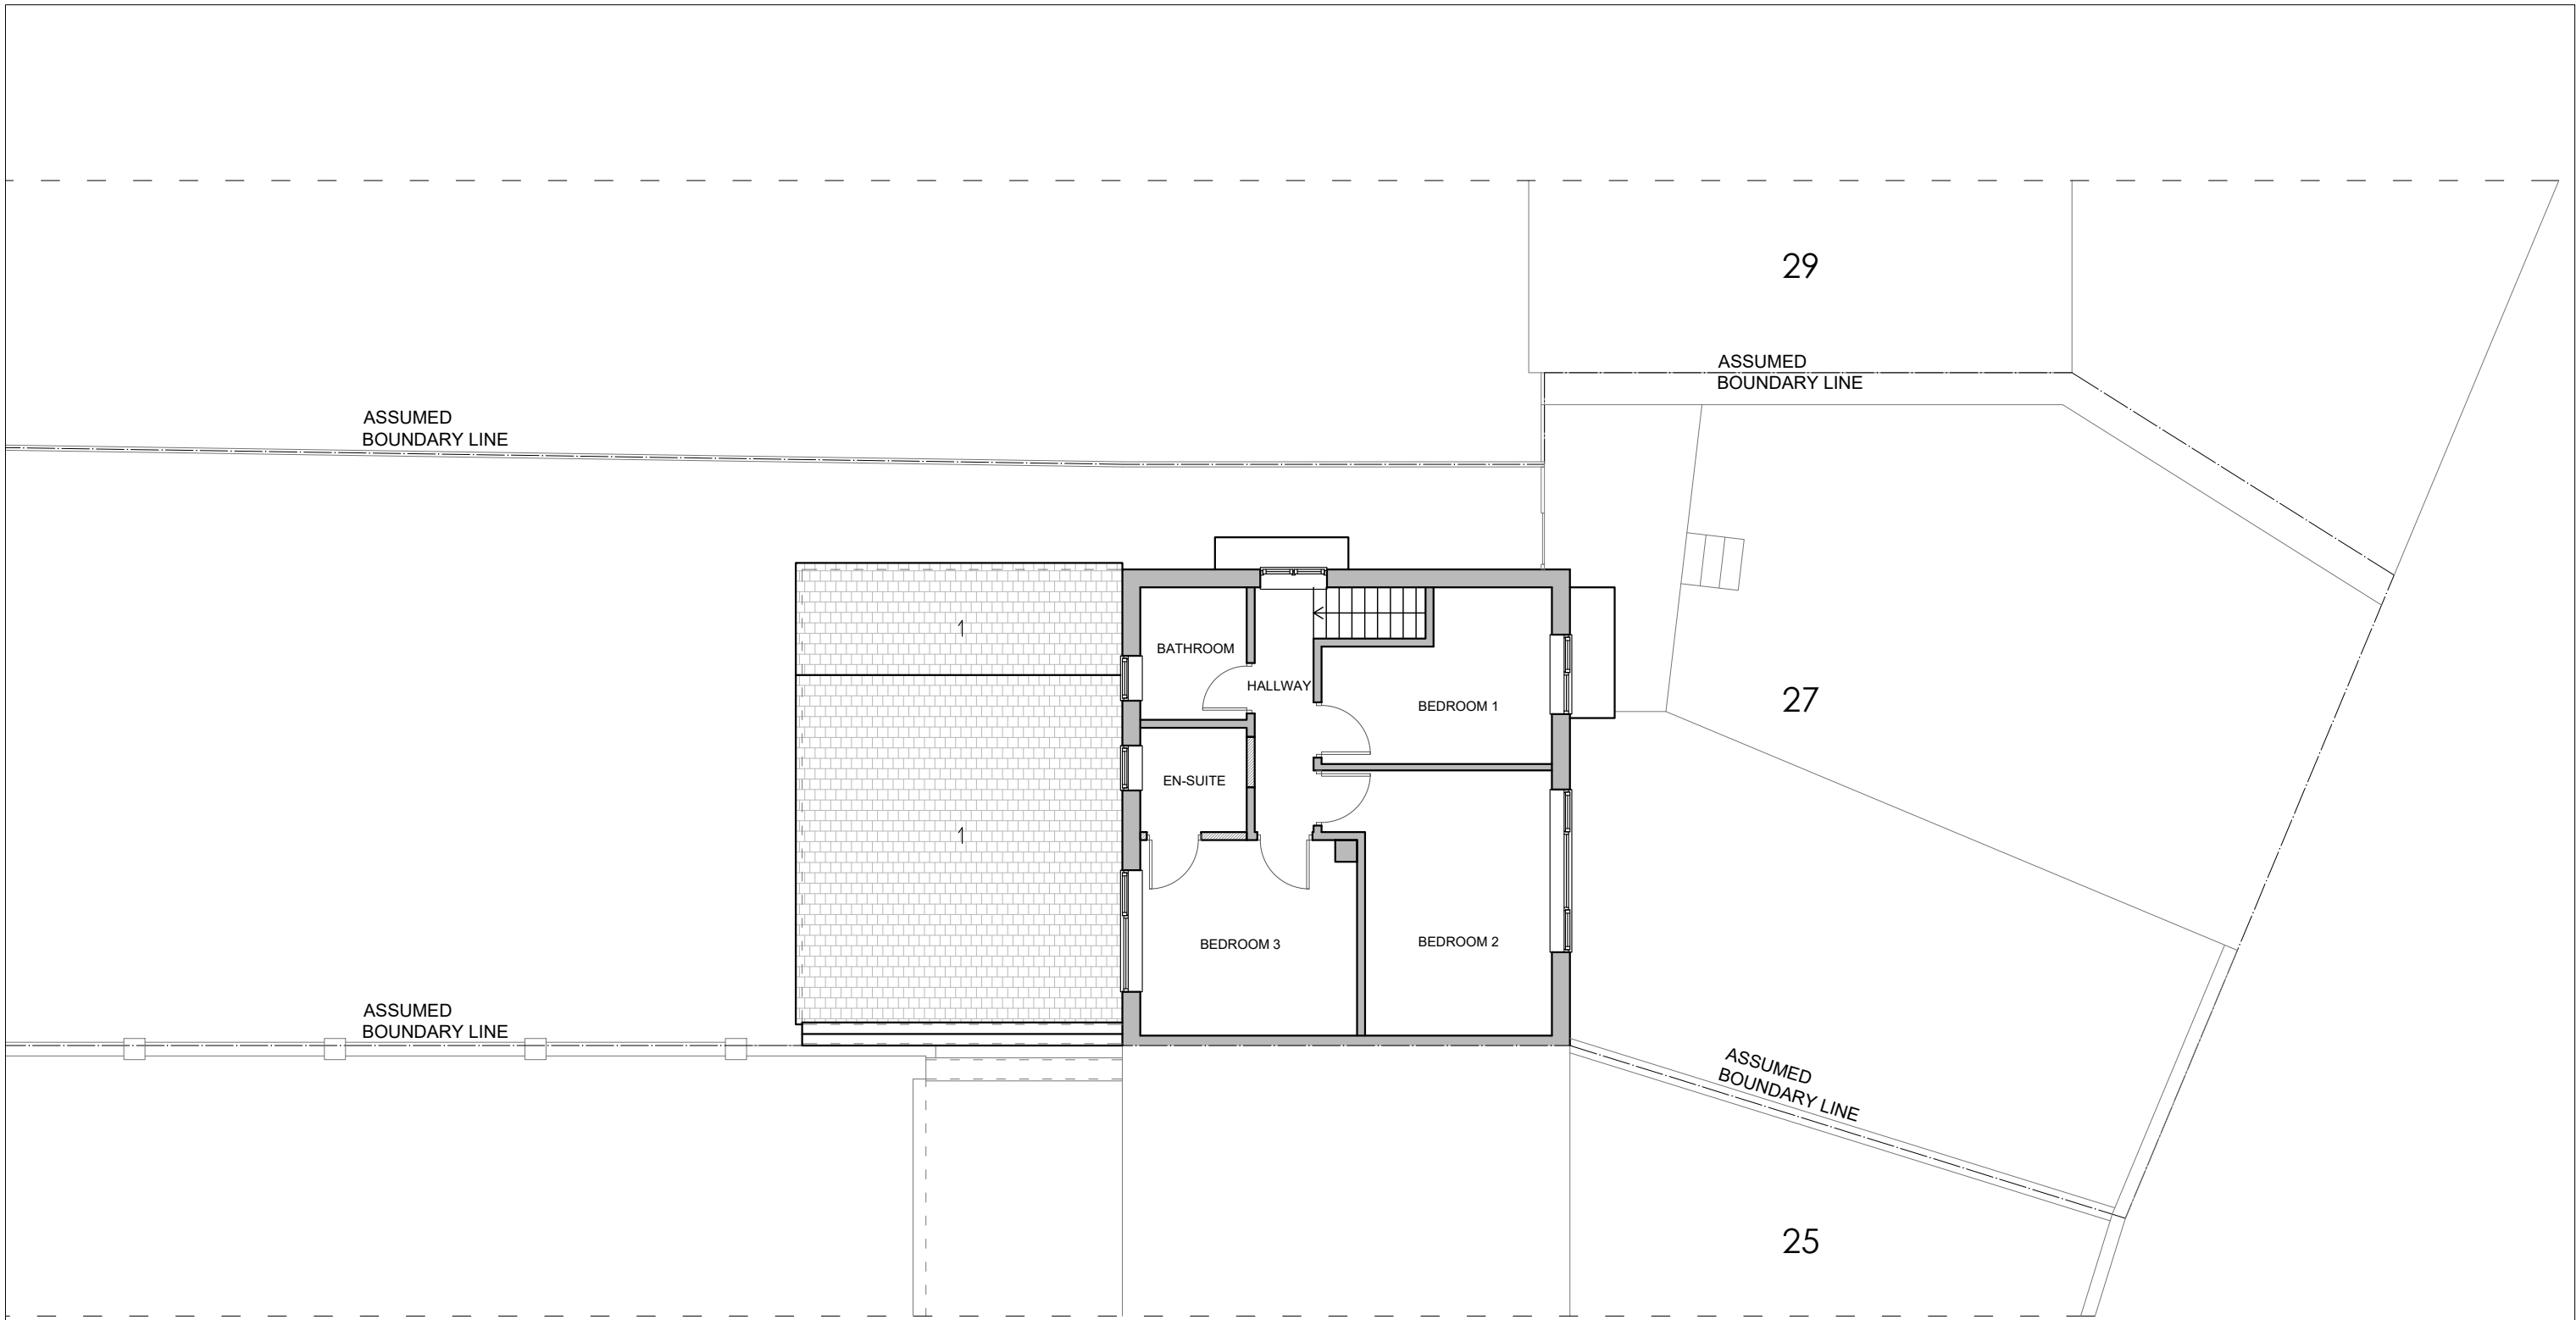 29
ASSUMED
BOUNDARY LINE
ASSUMED
BOUNDARY LINE
1
BATHROOM
HALLWAY
BEDROOM 1
27
EN-SUITE
1
BEDROOM 3
BEDROOM 2
ASSUMED
BOUNDARY LINE
ASSUMED
BOUNDARY LINE
25